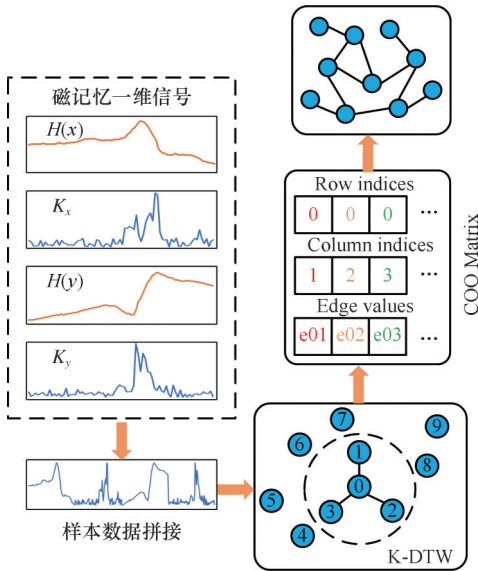 磁记忆一维信号
H(x)
Kx
H(y)
Ky
样本数据拼接
Row indices
0 0 0 ...
Column indices
1 2 3 ...
Edge values
e01 e02 e03 ...
COO Matrix
7
9
6
1
8
0
5
3
2
4
K-DTW